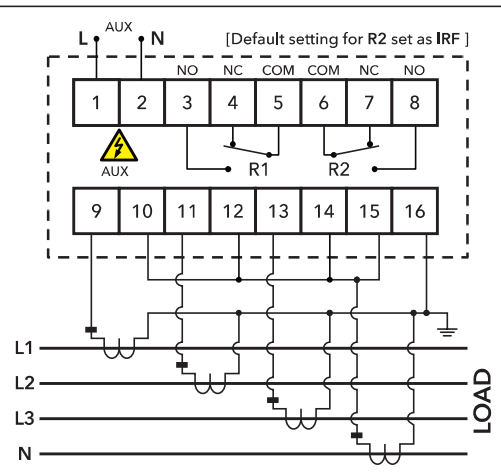 AUX
L N [Default setting for R2 set as IRF ]
NO NC COM COM NC NO
1 2 3 4 5 6 7 8
R1 R2
AUX
9 10 11 12 13 14 15 16
L1
L2
L3
N
LOAD